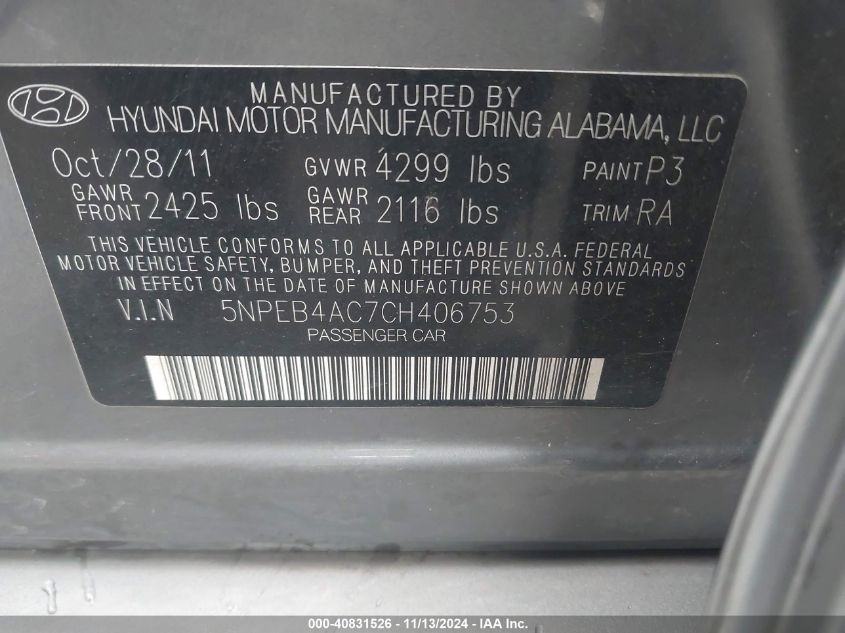 MANUFACTURED BY
HYUNDAI MOTOR MANUFACTURING ALABAMA, LLC
Oct/28/11 GVWR 4299 lbs PAINT P3
GAWR FRONT 2425 lbs GAWR REAR 2116 lbs TRIM RA
THIS VEHICLE CONFORMS TO ALL APPLICABLE U.S.A. FEDERAL
MOTOR VEHICLE SAFETY, BUMPER, AND THEFT PREVENTION STANDARDS
IN EFFECT ON THE DATE OF MANUFACTURE SHOWN ABOVE.
V.I.N 5NPEB4AC7CH406753
PASSENGER CAR
000-40831526 - 11/13/2024 - IAA Inc.